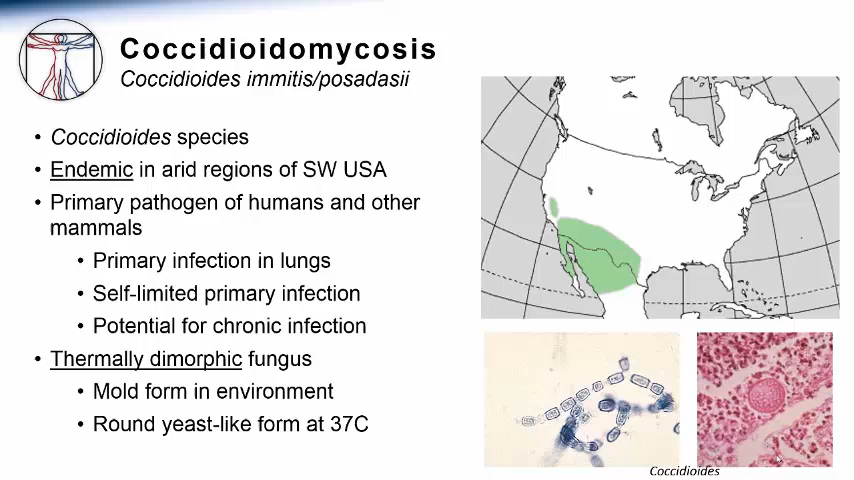 Coccidioidomycosis
Coccidioides immitis/posadasii
• Coccidioides species
• Endemic in arid regions of SW USA
• Primary pathogen of humans and other
mammals
• Primary infection in lungs
• Self-limited primary infection
• Potential for chronic infection
• Thermally dimorphic fungus
• Mold form in environment
• Round yeast-like form at 37C
Coccidioides